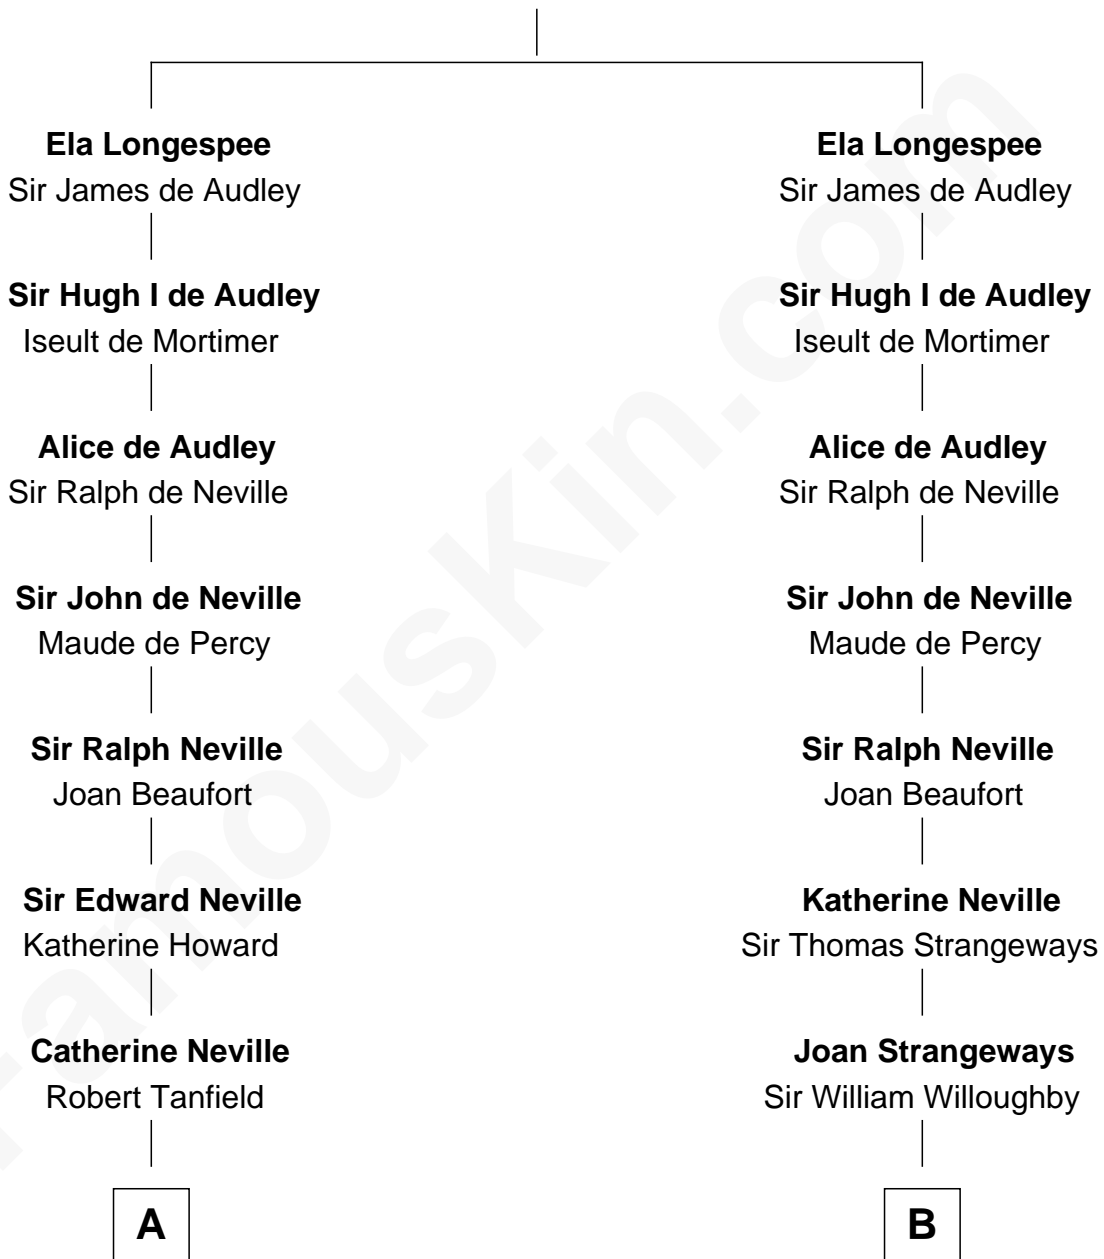 Ela Longespee
Sir James de Audley
Sir Hugh I de Audley
Iseult de Mortimer
Alice de Audley
Sir Ralph de Neville
Sir John de Neville
Maude de Percy
Sir Ralph Neville
Joan Beaufort
Sir Edward Neville
Katherine Howard
Catherine Neville
Robert Tanfield
A
Ela Longespee
Sir James de Audley
Sir Hugh I de Audley
Iseult de Mortimer
Alice de Audley
Sir Ralph de Neville
Sir John de Neville
Maude de Percy
Sir Ralph Neville
Joan Beaufort
Katherine Neville
Sir Thomas Strangeways
Joan Strangeways
Sir William Willoughby
B
FamousKin.com